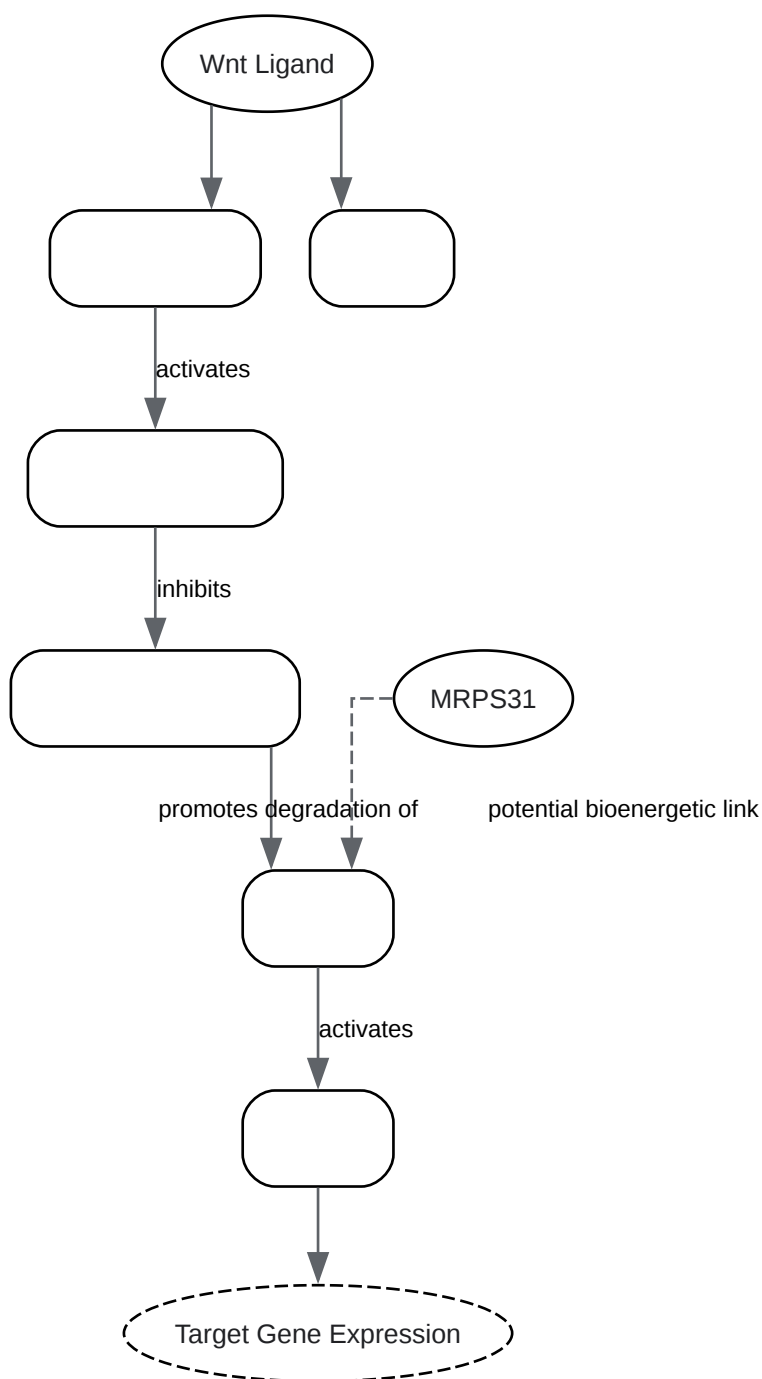 Wnt Ligand
activates
inhibits
MRPS31
promotes degradation of
potential bioenergetic link
activates
Target Gene Expression